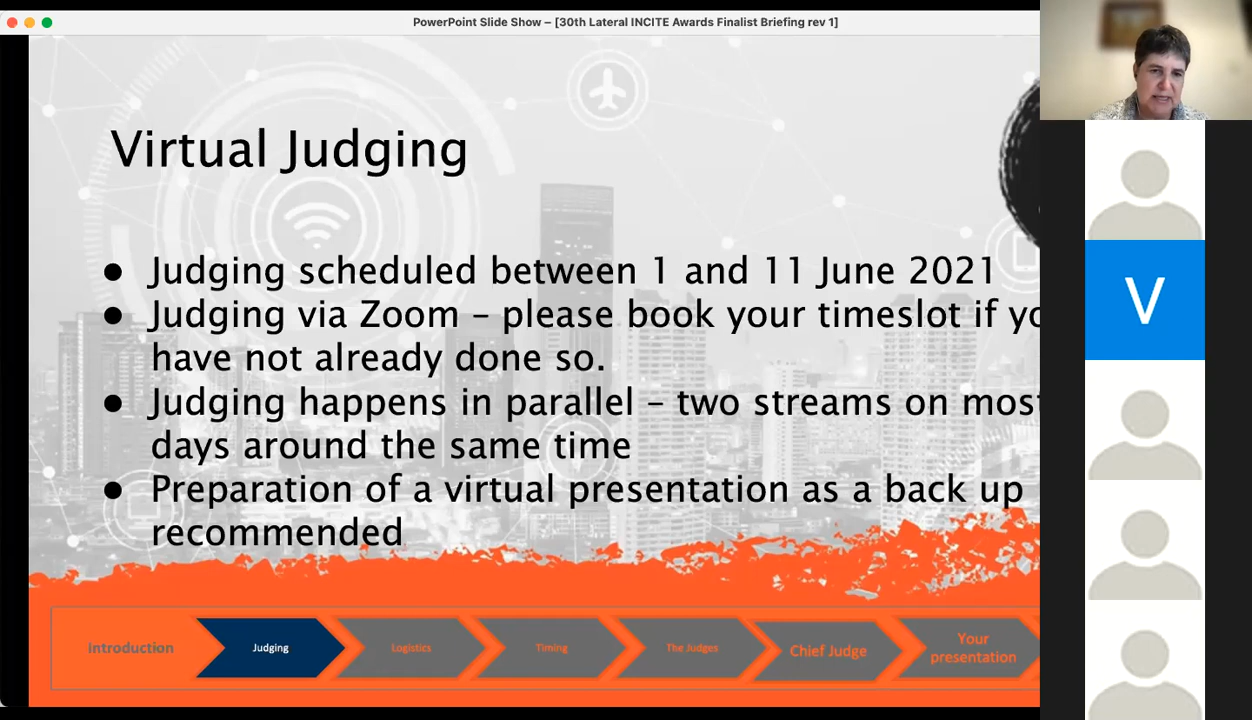 PowerPoint Slide Show – [30th Lateral INCITE Awards Finalist Briefing rev 1]
Virtual Judging
● Judging scheduled between 1 and 11 June 2021
● Judging via Zoom – please book your timeslot if yo
have not already done so.
● Judging happens in parallel – two streams on most
days around the same time
● Preparation of a virtual presentation as a back up
recommended
V
Introduction
Judging
Logistics
Timing
The Judges
Chief Judge
Your
presentation